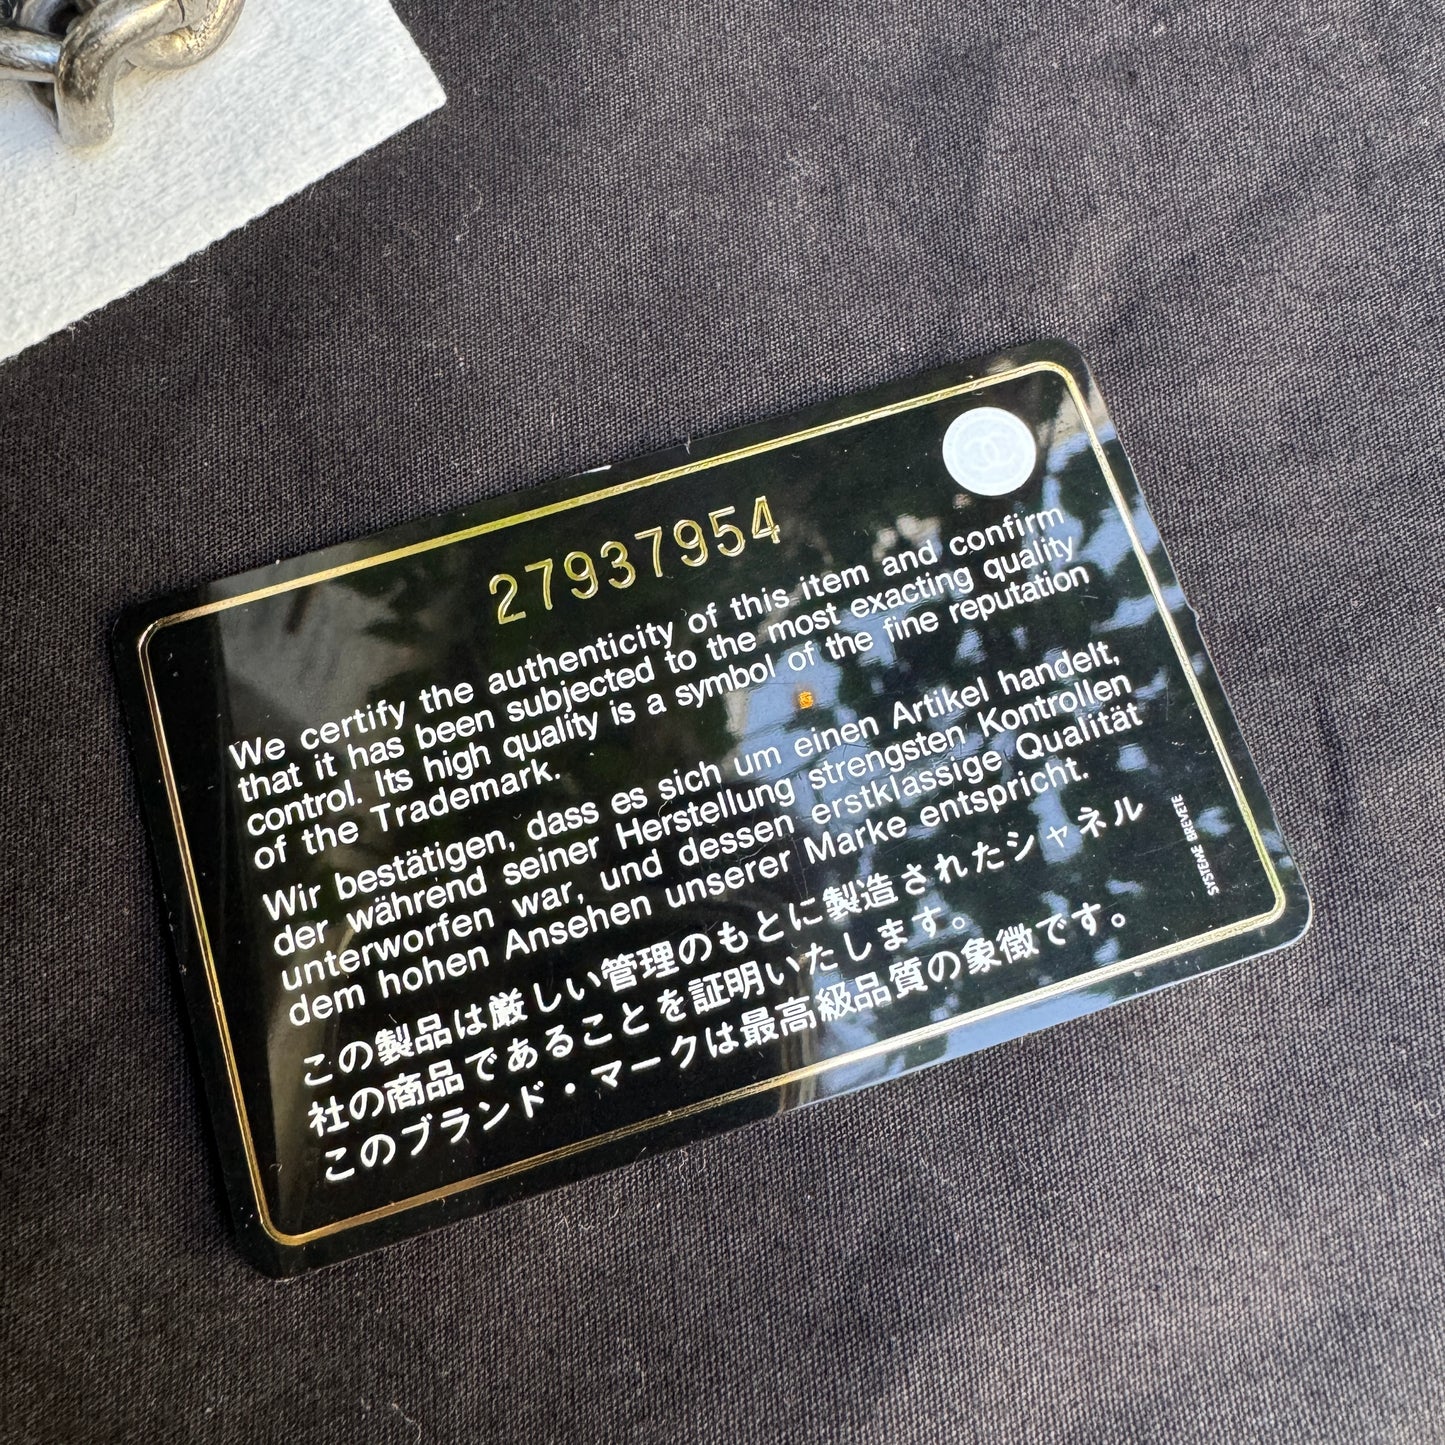 27937954
We certify the authenticity of this item and confirm
that it has been subjected to the most exacting quality
control. Its high quality is a symbol of the fine reputation
of the Trademark.
Wir bestätigen, dass es sich um einen Artikel handelt,
der während seiner Herstellung strengsten Kontrollen
unterworfen war, und dessen erstklassige Qualität
dem hohen Ansehen unserer Marke entspricht.
この製品は厳しい管理のもとに製造されたシャネル
社の商品であることを証明いたします。
このブランド・マークは最高級品質の象徴です。
SYSTEME BREVETE